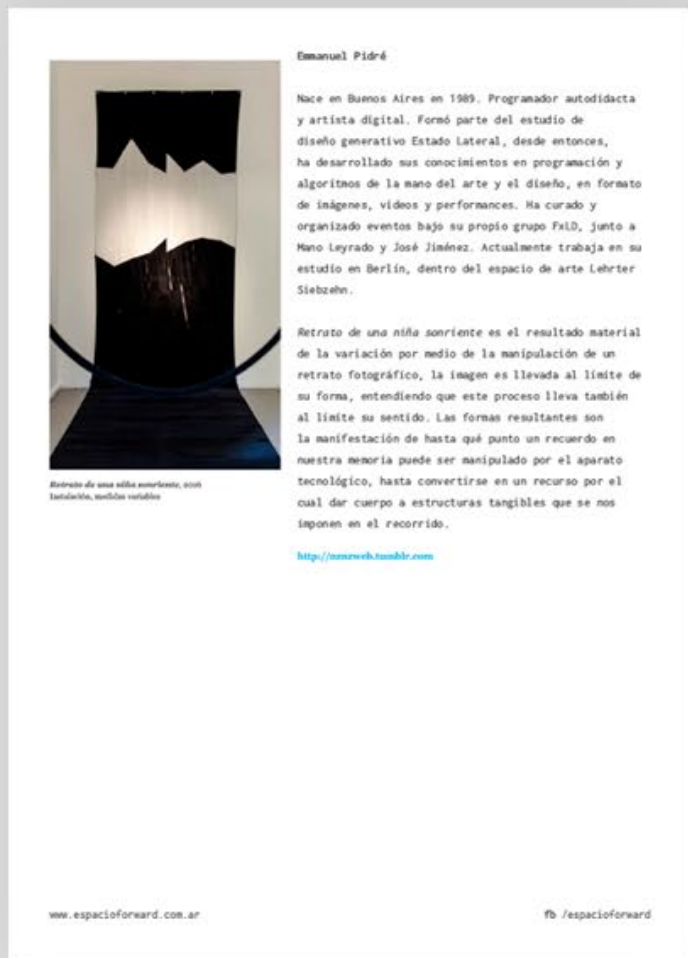 Emmanuel Pidré
Nace en Buenos Aires en 1989. Programador autodidacta
y artista digital. Formó parte del estudio de
diseño generativo Estado Lateral, desde entonces,
ha desarrollado sus conocimientos en programación y
algoritmos de la mano del arte y el diseño, en formato
de imágenes, videos y performances. Ha curado y
organizado eventos bajo su propio grupo FxLD, junto a
Mano Leyrado y José Jiménez. Actualmente trabaja en su
estudio en Berlín, dentro del espacio de arte Lehrter
Siebzehn.
Retrato de una niña sonriente es el resultado material
de la variación por medio de la manipulación de un
retrato fotográfico, la imagen es llevada al límite de
su forma, entendiendo que este proceso lleva también
al límite su sentido. Las formas resultantes son
la manifestación de hasta qué punto un recuerdo en
nuestra memoria puede ser manipulado por el aparato
tecnológico, hasta convertirse en un recurso por el
cual dar cuerpo a estructuras tangibles que se nos
imponen en el recorrido.
Retrato de una niña sonriente, 2016
Instalación, medidas variables
www.espacioforward.com.ar
fb /espacioforward